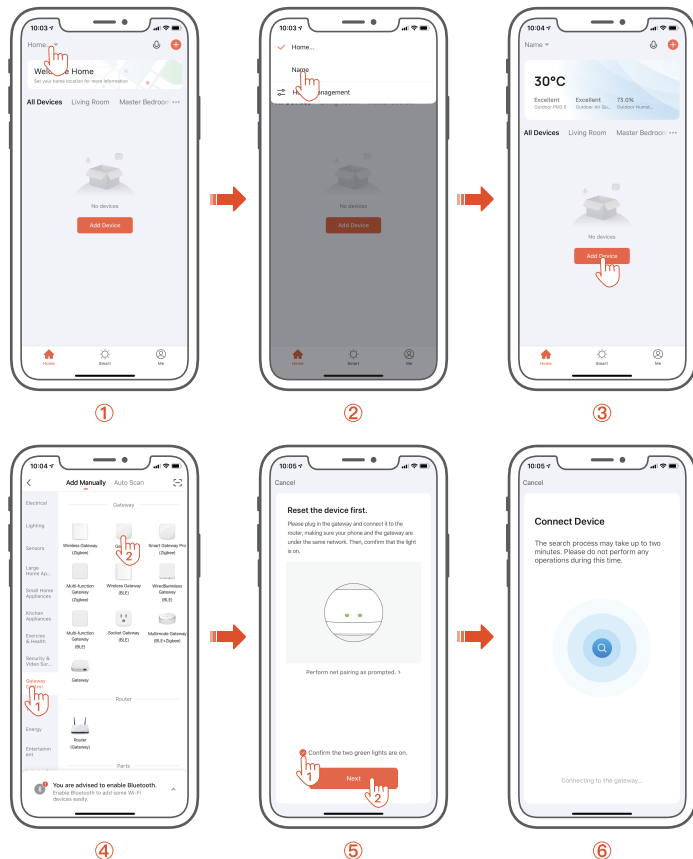 10:03
Home...
Welcome Home
Set your home location for more information
All Devices Living Room Master Bedroom ...
No devices
Add Device
Home Smart Me
①
10:03
Home...
Name
Home Management
No devices
Add Device
Home Smart Me
②
10:04
Name
30°C
Excellent Excellent 73.0%
Outdoor PM2.5 Outdoor Air Qu... Outdoor Humid...
All Devices Living Room Master Bedroom ...
No devices
Add Device
Home Smart Me
③
10:04
Add Manually Auto Scan
Electrical
Lighting
Sensors
Large
Home Ap...
Small Home
Appliances
Kitchen
Appliances
Exercise
& Health
Security &
Video Sur...
Gateway
Control
1
Energy
Entertainm
ent
Gateway
Wireless Gateway
(Zigbee)
2
(Zigbee)
Smart Gateway Pro
(Zigbee)
Multi-function
Gateway
(Zigbee)
Wireless Gateway
(BLE)
Wired&wireless
Gateway
(BLE)
Multi-function
Gateway
(BLE)
Socket Gateway
(BLE)
Multimode Gateway
(BLE+Zigbee)
Gateway
Router
Router
(Gateway)
Parts
You are advised to enable Bluetooth.
Enable Bluetooth to add some Wi-Fi
devices easily.
④
10:05
Cancel
Reset the device first.
Please plug in the gateway and connect it to the
router, making sure your phone and the gateway are
under the same network. Then, confirm that the light
is on.
Perform net pairing as prompted. >
Confirm the two green lights are on.
1
Next
2
⑤
10:05
Cancel
Connect Device
The search process may take up to two
minutes. Please do not perform any
operations during this time.
Connecting to the gateway...
⑥